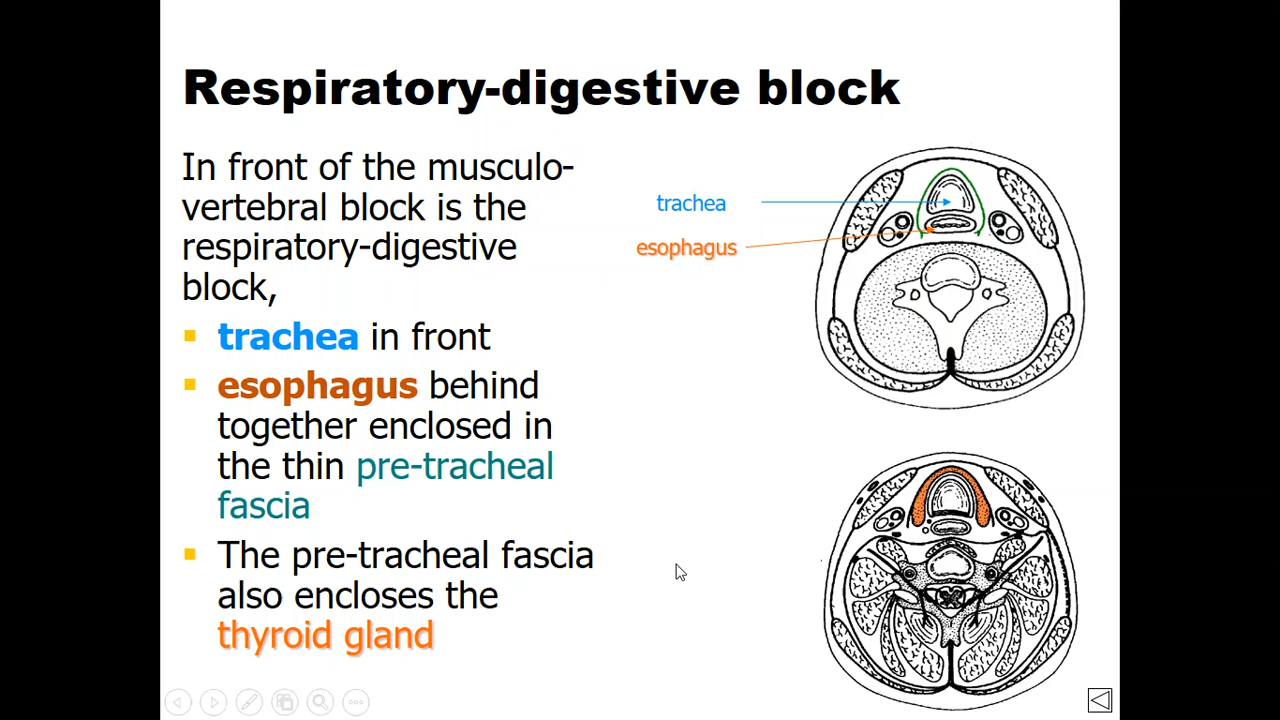 Respiratory-digestive block
In front of the musculo-
vertebral block is the
respiratory-digestive
block,
trachea in front
esophagus behind
together enclosed in
the thin pre-tracheal
fascia
The pre-tracheal fascia
also encloses the
thyroid gland
trachea
esophagus